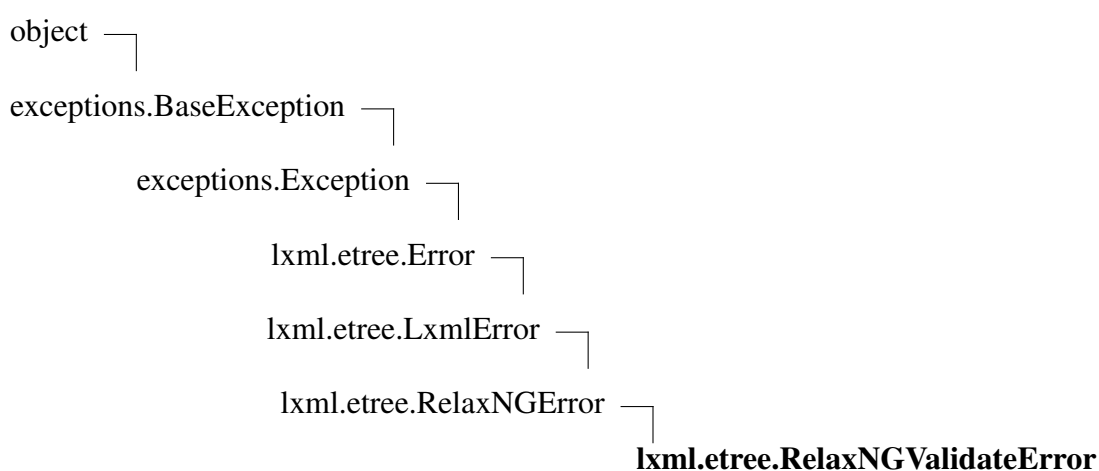 object
exceptions.BaseException
exceptions.Exception
lxml.etree.Error
lxml.etree.LxmlError
lxml.etree.RelaxNGError
lxml.etree.RelaxNGValidateError